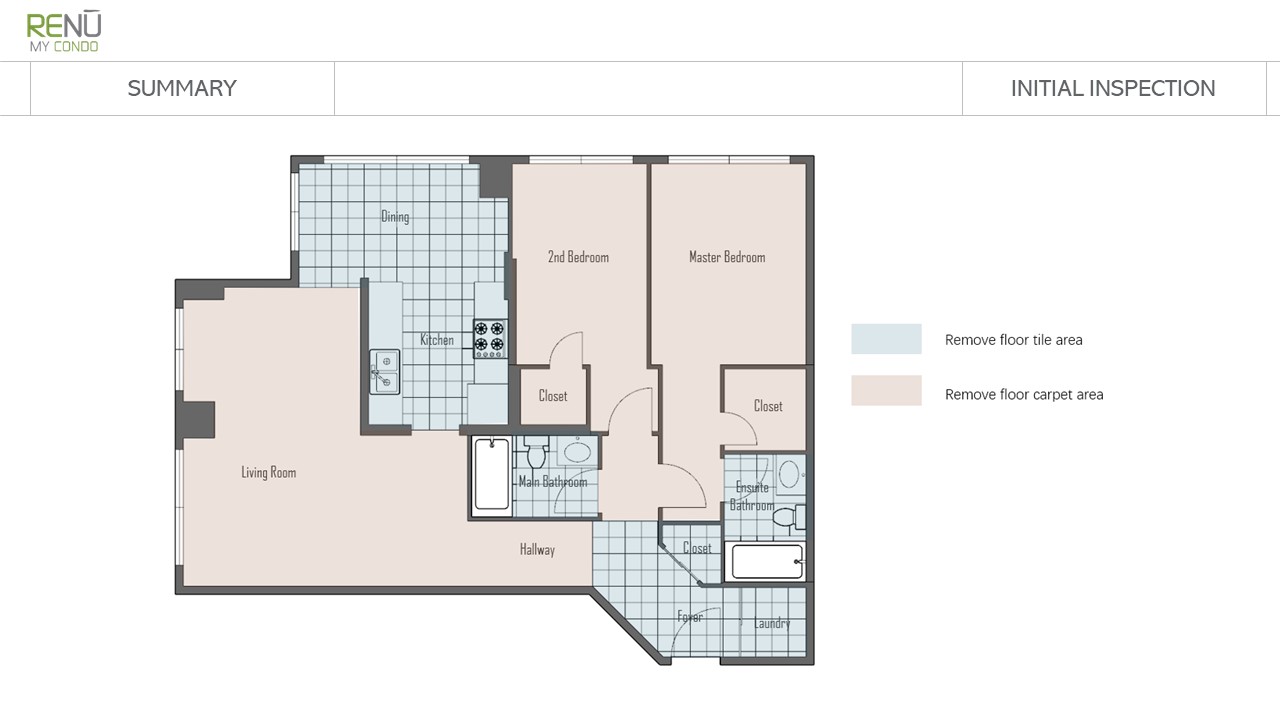 RENŪ
MY CONDO
SUMMARY
INITIAL INSPECTION
Dining
2nd Bedroom
Master Bedroom
Kitchen
Remove floor tile area
Closet
Closet
Remove floor carpet area
Living Room
Main Bathroom
Ensuite
Bathroom
Hallway
Closet
Foyer
Laundry